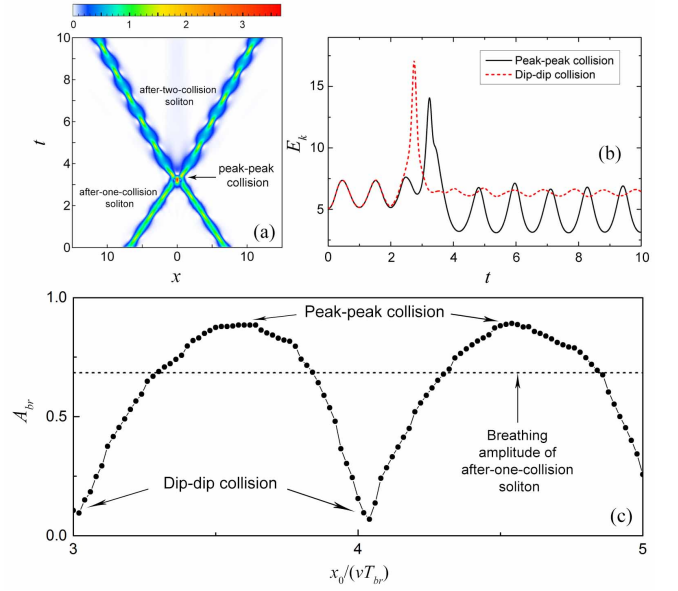 0 1 2 3
10
8
6
4
2
0
t
after-two-collision
soliton
peak-peak
collision
after-one-collision
soliton
(a)
10 0 10
x
15
10
5
E_k
Peak-peak collision
Dip-dip collision
(b)
0 2 4 6 8 10
t
1.0
0.5
0.0
A_br
Peak-peak collision
Dip-dip collision
Breathing
amplitude of
after-one-collision
soliton
(c)
3 4 5
x_0/(vT_br)